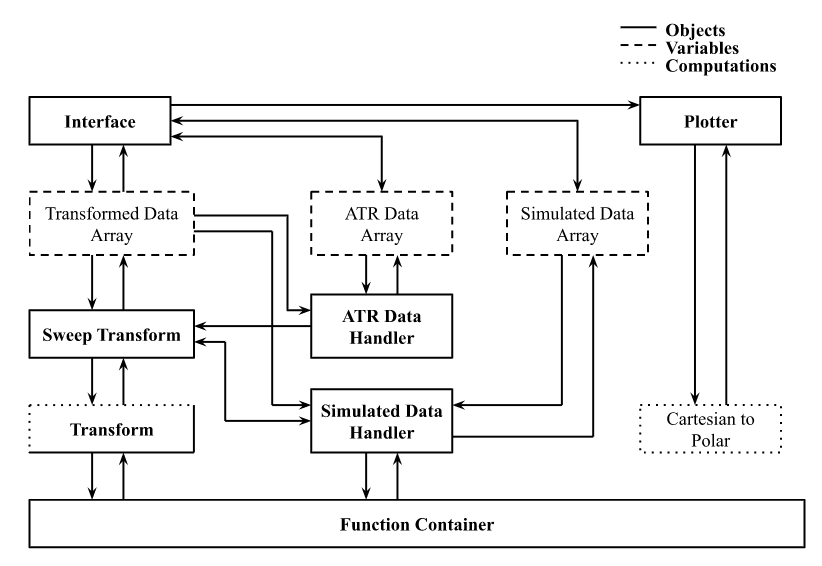 Objects
Variables
Computations
Interface
Plotter
Transformed Data
Array
ATR Data
Array
Simulated Data
Array
Sweep Transform
ATR Data
Handler
Transform
Simulated Data
Handler
Cartesian to
Polar
Function Container